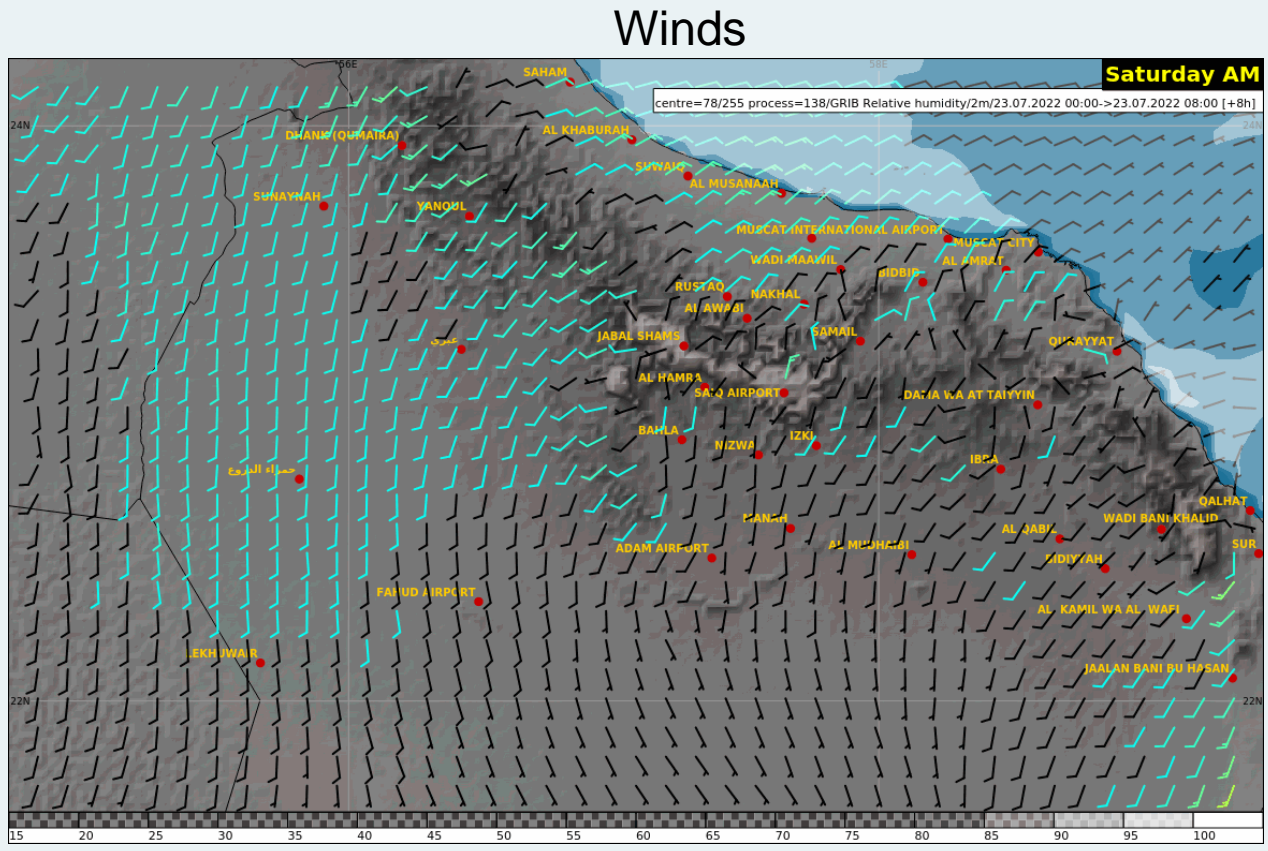 Winds
56E
58E
SAHAM
Saturday AM
centre=78/255 process=138/GRIB Relative humidity/2m/23.07.2022 00:00->23.07.2022 08:00 [+8h]
24N
24N
DHANK (QUMAIRA)
AL KHABURAH
SUWAIQ
AL MUSANAAH
SUNAYNAH
YANQUL
MUSCAT INTERNATIONAL AIRPORT
MUSCAT CITY
WADI MAAWIL
BIDBID
AL AMRAT
RUSTAQ
NAKHAL
AL AWABI
JABAL SHAMS
SAMAIL
QURAYYAT
عبري
AL HAMRA
SAIQ AIRPORT
DAMA WA AT TAIYYIN
BAHLA
NIZWA
IZKI
IBRA
حمراء الدروع
QALHAT
MANAH
WADI BANI KHALID
ADAM AIRPORT
AL MUDHAIBI
AL QABIL
SUR
BIDIYYAH
FAHUD AIRPORT
AL KAMIL WA AL WAFI
LEKHUWAIR
JAALAN BANI BU HASAN
22N
22N
15 20 25 30 35 40 45 50 55 60 65 70 75 80 85 90 95 100